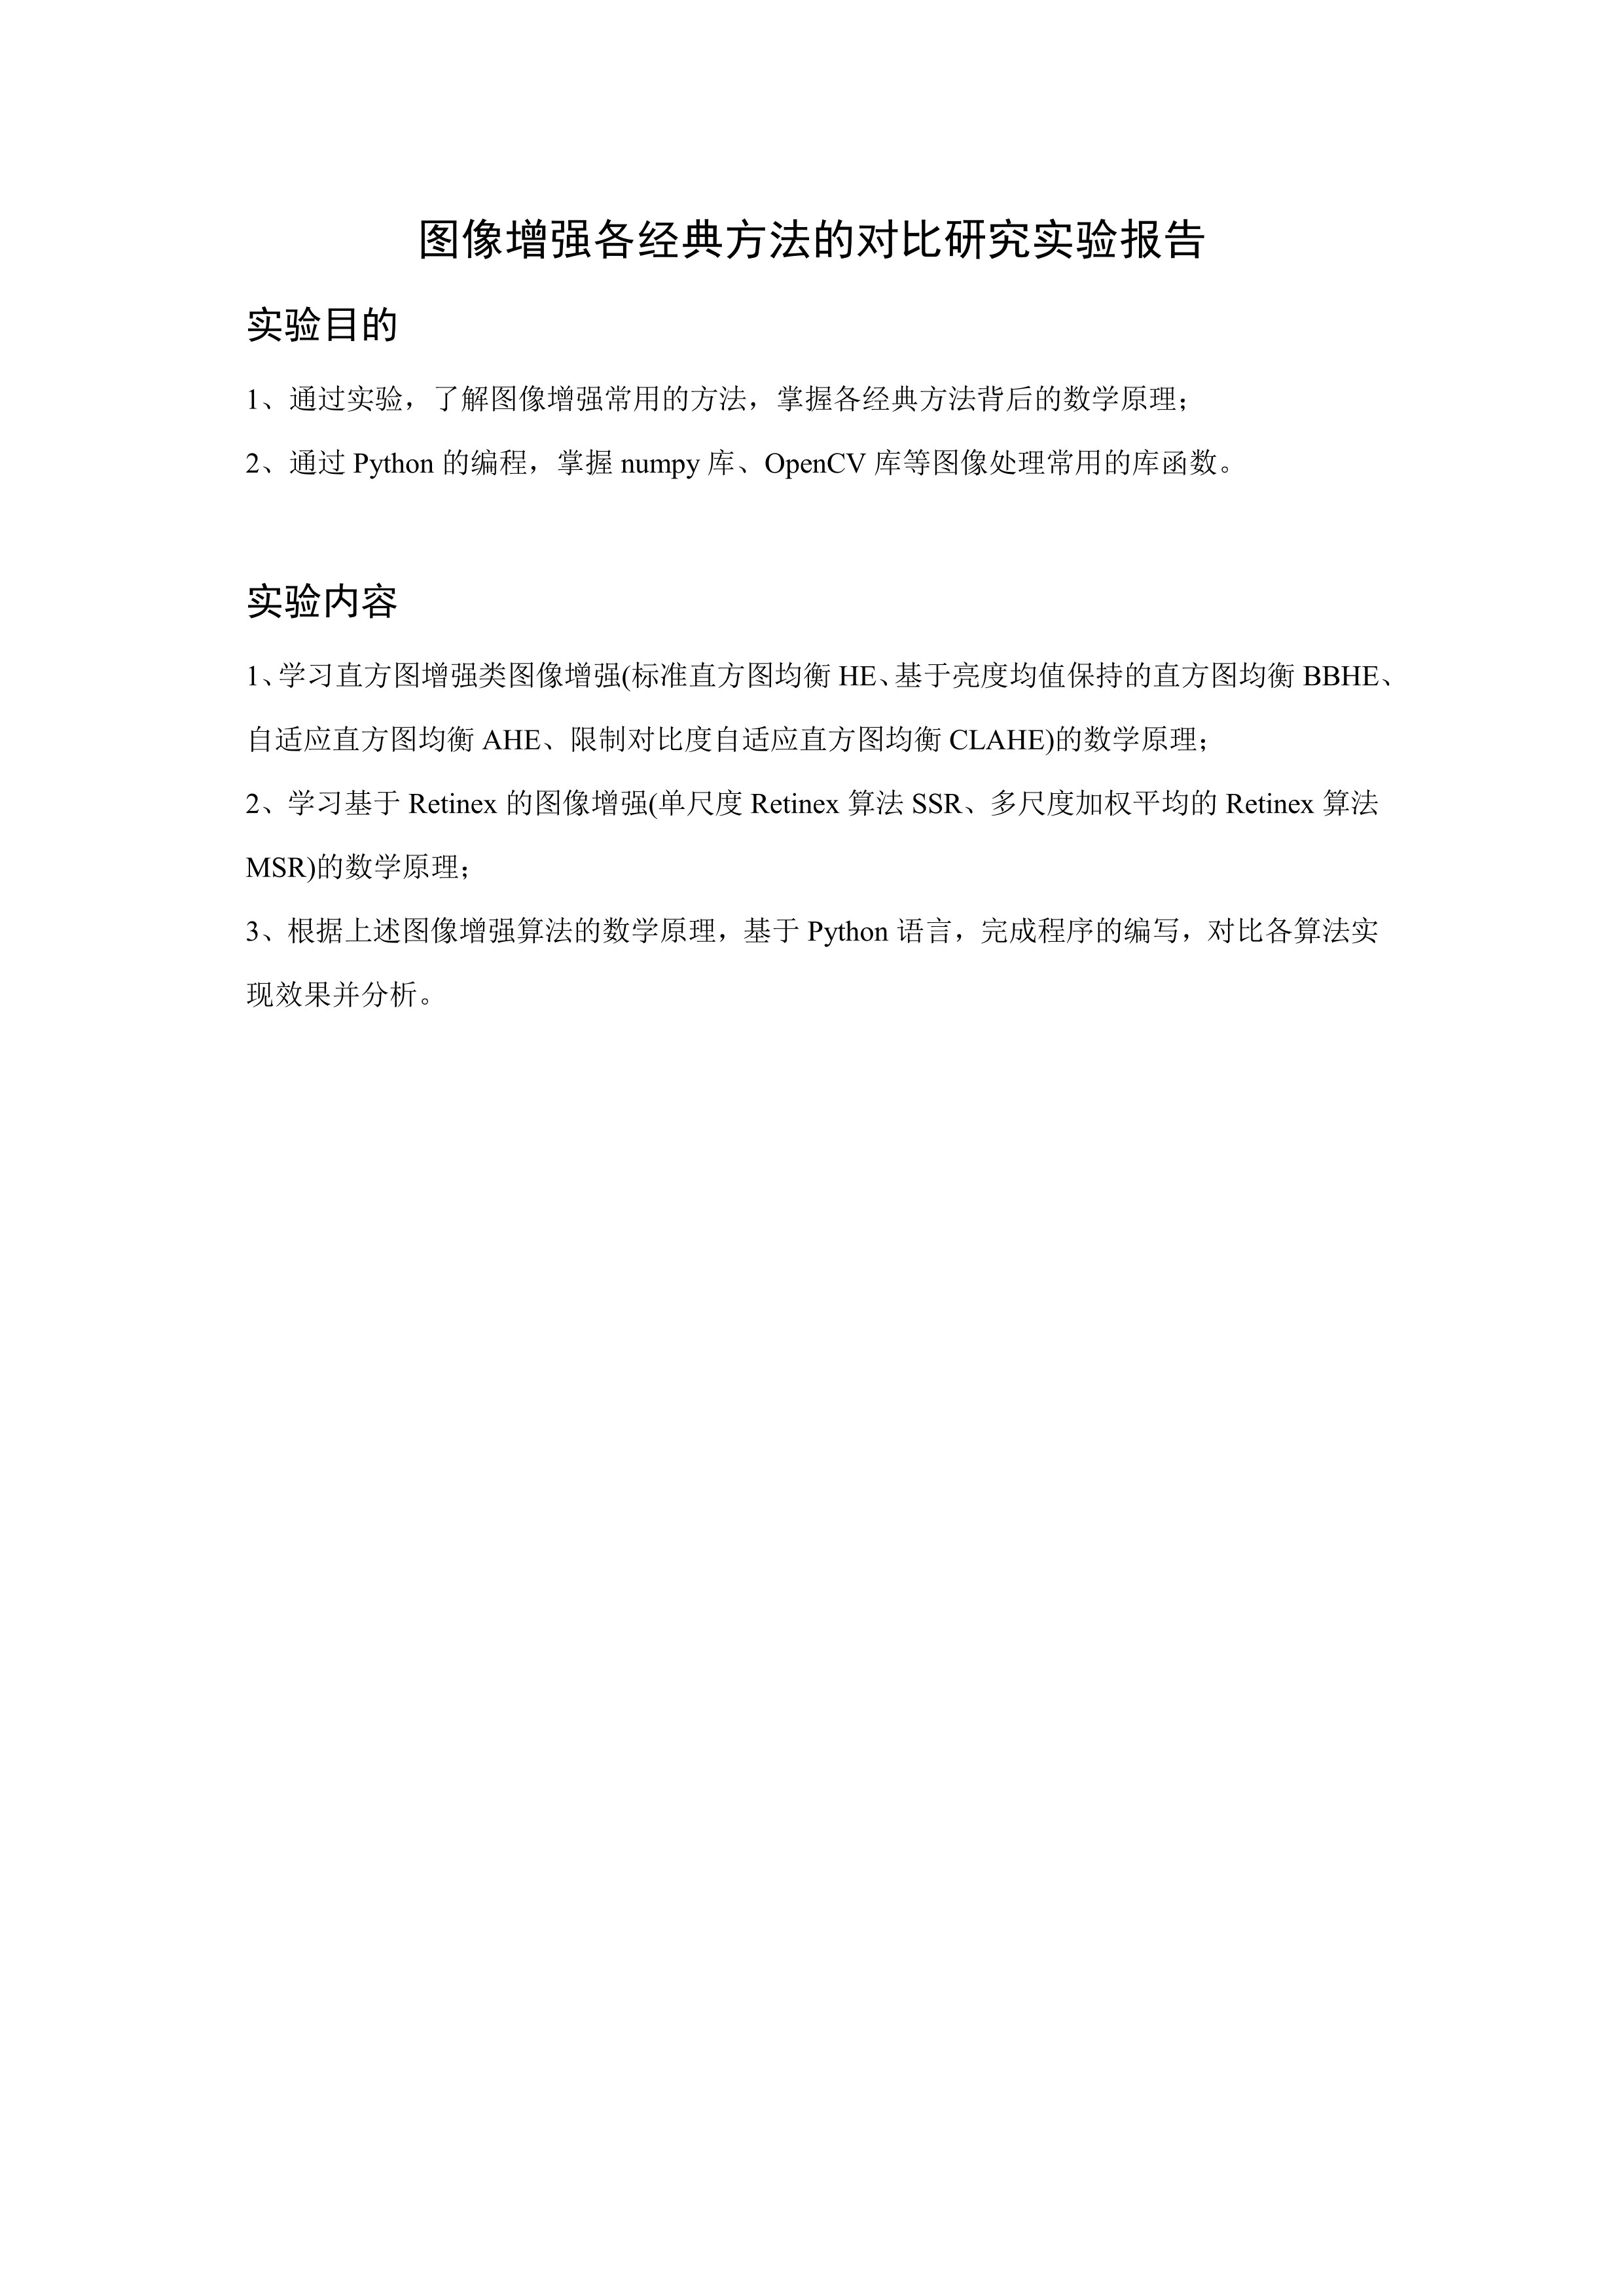 图像增强各经典方法的对比研究实验报告
实验目的
1、通过实验，了解图像增强常用的方法，掌握各经典方法背后的数学原理；
2、通过 Python 的编程，掌握 numpy 库、OpenCV 库等图像处理常用的库函数。
实验内容
1、学习直方图增强类图像增强(标准直方图均衡 HE、基于亮度均值保持的直方图均衡 BBHE、
自适应直方图均衡 AHE、限制对比度自适应直方图均衡 CLAHE)的数学原理；
2、学习基于 Retinex 的图像增强(单尺度 Retinex 算法 SSR、多尺度加权平均的 Retinex 算法
MSR)的数学原理；
3、根据上述图像增强算法的数学原理，基于 Python 语言，完成程序的编写，对比各算法实
现效果并分析。